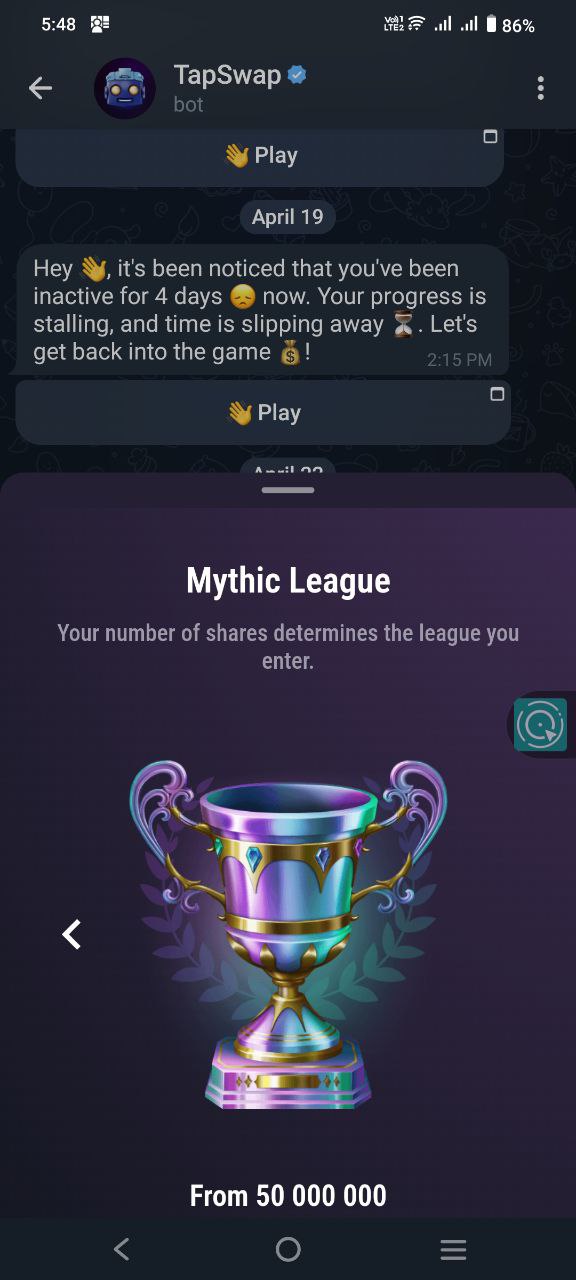 5:48
Vo) 1
LTE2
86%
TapSwap
bot
👋 Play
April 19
Hey 👋, it's been noticed that you've been
inactive for 4 days 😞 now. Your progress is
stalling, and time is slipping away ⏳. Let's
get back into the game 💰!
2:15 PM
👋 Play
Mythic League
Your number of shares determines the league you
enter.
From 50 000 000